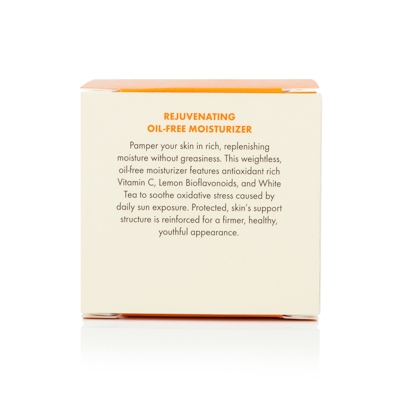 REJUVENATING
OIL-FREE MOISTURIZER
Pamper your skin in rich, replenishing
moisture without greasiness. This weightless,
oil-free moisturizer features antioxidant rich
Vitamin C, Lemon Bioflavonoids, and White
Tea to soothe oxidative stress caused by
daily sun exposure. Protected, skin's support
structure is reinforced for a firmer, healthy,
youthful appearance.